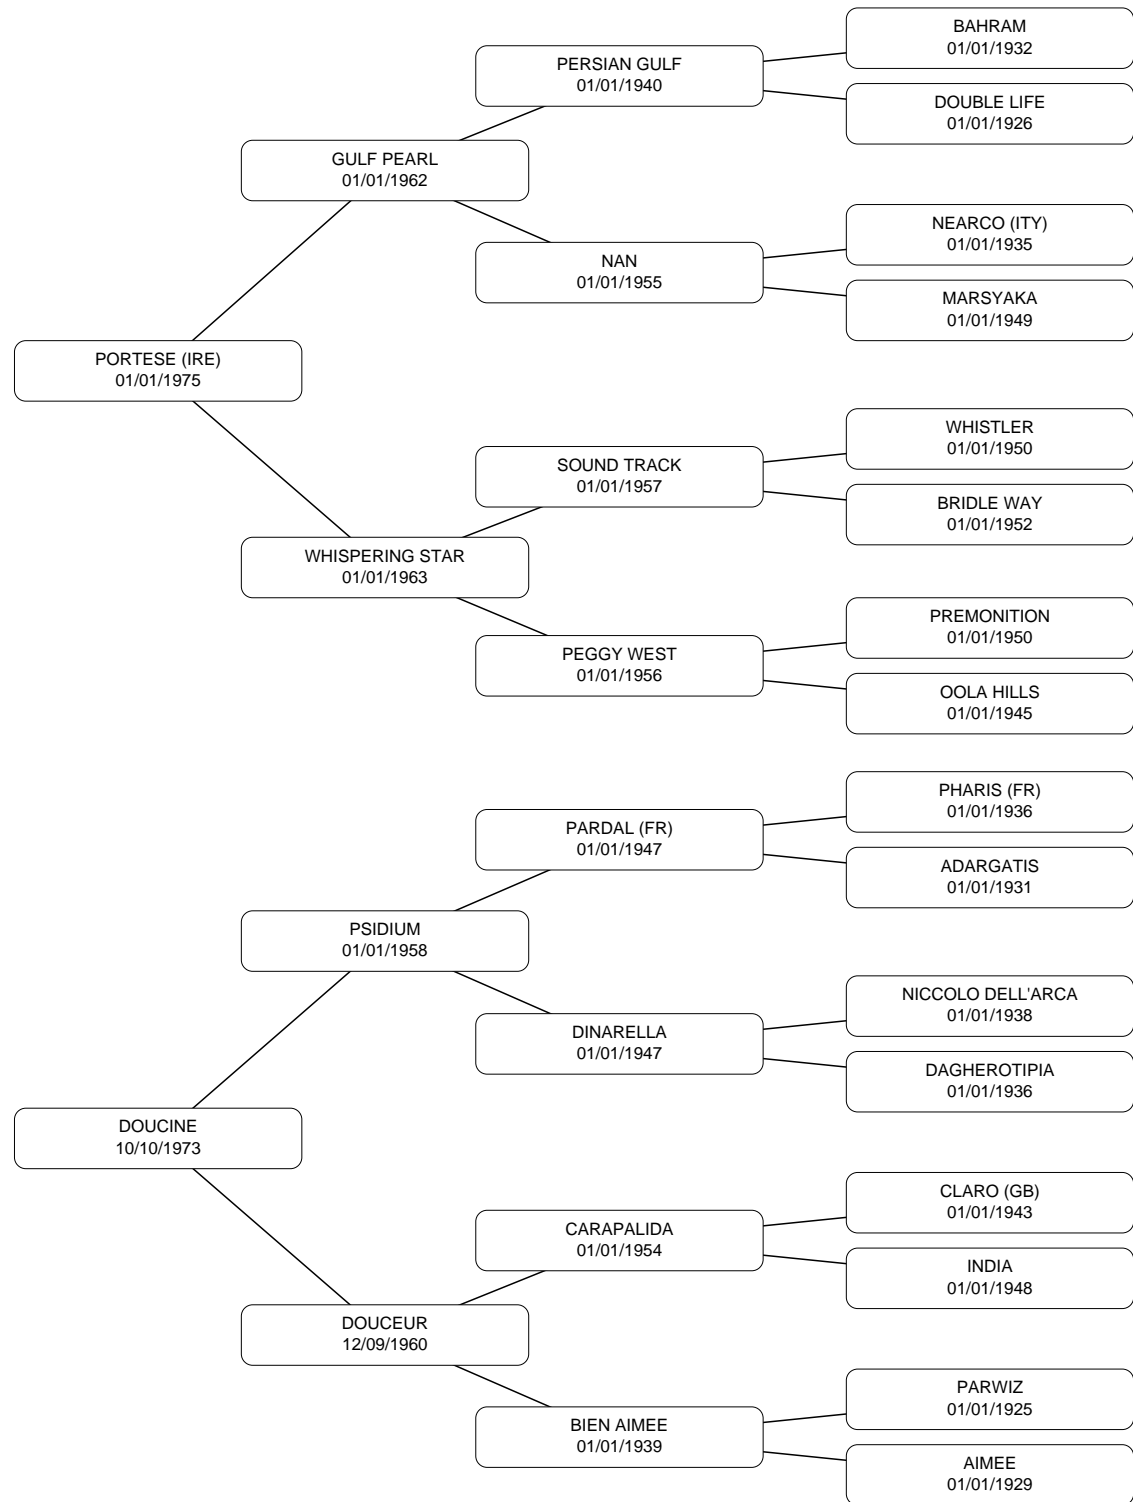 BAHRAM
01/01/1932
PERSIAN GULF
01/01/1940
DOUBLE LIFE
01/01/1926
GULF PEARL
01/01/1962
NEARCO (ITY)
01/01/1935
NAN
01/01/1955
MARSYAKA
01/01/1949
PORTESE (IRE)
01/01/1975
WHISTLER
01/01/1950
SOUND TRACK
01/01/1957
BRIDLE WAY
01/01/1952
WHISPERING STAR
01/01/1963
PREMONITION
01/01/1950
PEGGY WEST
01/01/1956
OOLA HILLS
01/01/1945
PHARIS (FR)
01/01/1936
PARDAL (FR)
01/01/1947
ADARGATIS
01/01/1931
PSIDIUM
01/01/1958
NICCOLO DELL'ARCA
01/01/1938
DINARELLA
01/01/1947
DAGHEROTIPIA
01/01/1936
DOUCINE
10/10/1973
CLARO (GB)
01/01/1943
CARAPALIDA
01/01/1954
INDIA
01/01/1948
DOUCEUR
12/09/1960
PARWIZ
01/01/1925
BIEN AIMEE
01/01/1939
AIMEE
01/01/1929